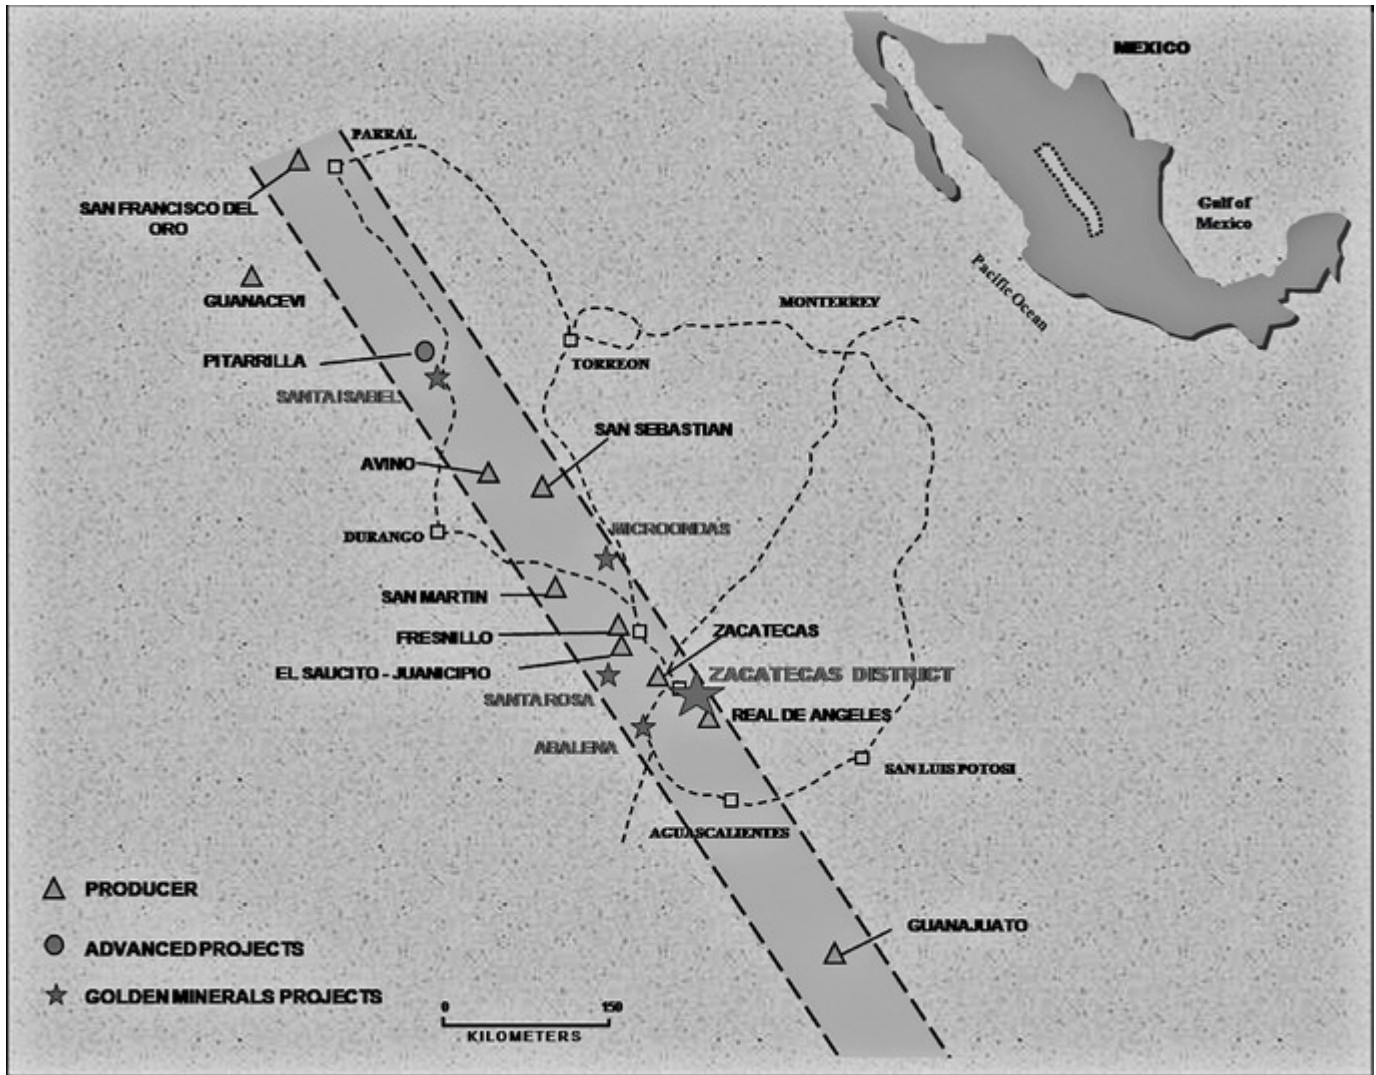 MEXICO
PARRAL
SAN FRANCISCO DEL
ORO
Gulf of
Mexico
Pacific Ocean
GUANACEVI
MONTERREY
PITARRILLA
TORREON
SANTA ISABEL
SAN SEBASTIAN
AVINO
MICROONDAS
DURANGO
SAN MARTIN
FRESNILLO
ZACATECAS
EL SAUCITO - JUANICIPIO
ZACATECAS DISTRICT
SANTA ROSA
REAL DE ANGELES
ABALENA
SAN LUIS POTOSI
AGUASCALIENTES
PRODUCER
GUANAJUATO
ADVANCED PROJECTS
GOLDEN MINERALS PROJECTS
0 150
KILOMETERS